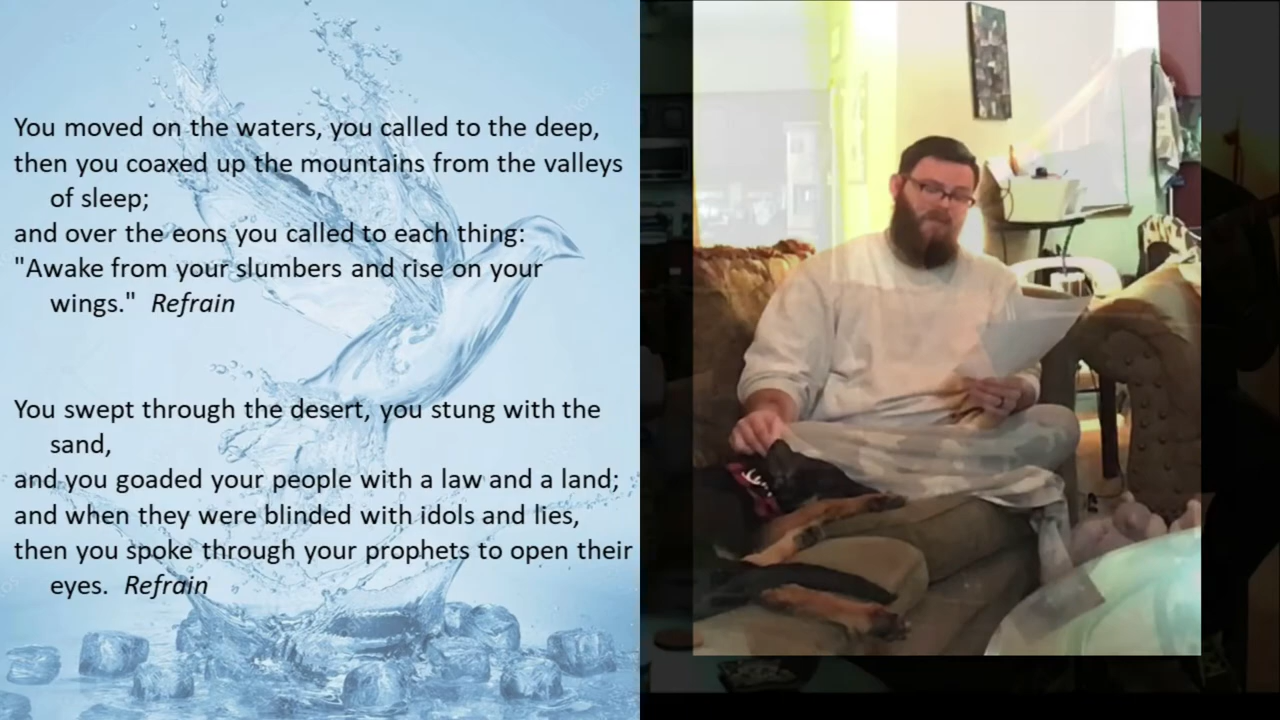 You moved on the waters, you called to the deep,
then you coaxed up the mountains from the valleys
of sleep;
and over the eons you called to each thing:
"Awake from your slumbers and rise on your
wings." Refrain
You swept through the desert, you stung with the
sand,
and you goaded your people with a law and a land;
and when they were blinded with idols and lies,
then you spoke through your prophets to open their
eyes. Refrain